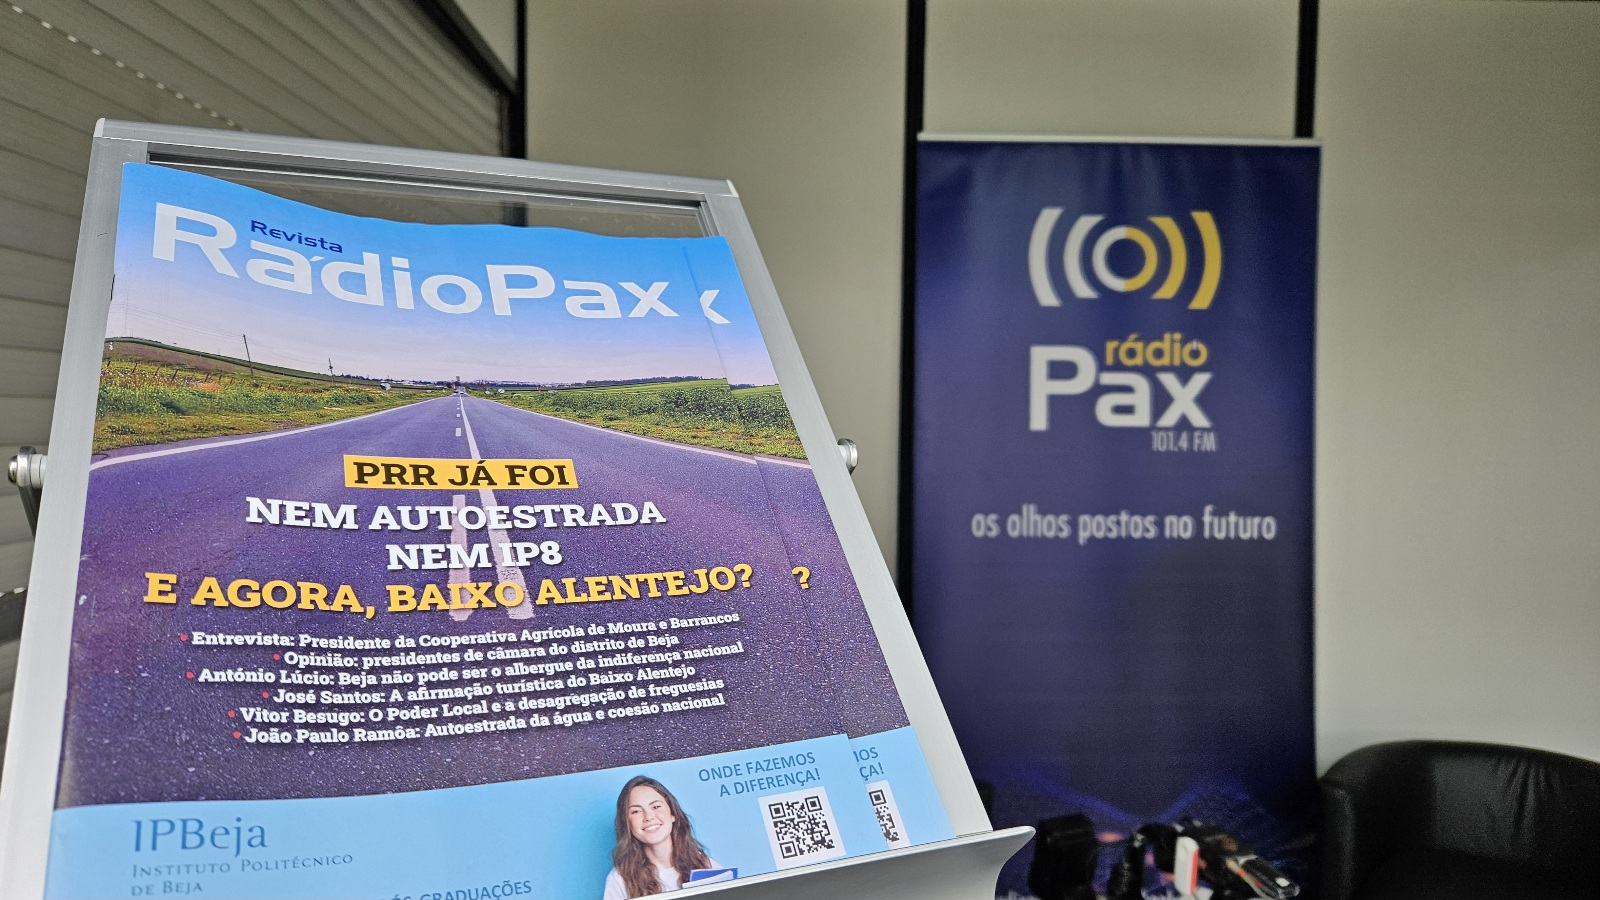 Revista
RádioPax
x
PRR JÁ FOI
NEM AUTOESTRADA
NEM IP8
E AGORA, BAIXO ALENTEJO?
?
• Entrevista: Presidente da Cooperativa Agrícola de Moura e Barrancos
• Opinião: presidentes de câmara do distrito de Beja
• António Lúcio: Beja não pode ser o albergue da indiferença nacional
• José Santos: A afirmação turística do Baixo Alentejo
• Vitor Besugo: O Poder Local e a desagregação de freguesias
• João Paulo Ramôa: Autoestrada da água e coesão nacional
ONDE FAZEMOS
A DIFERENÇA!
OS
ÇA!
IPBeja
INSTITUTO POLITÉCNICO
DE BEJA
GRADUAÇÕES
rádio
Pax
101.4 FM
os olhos postos no futuro